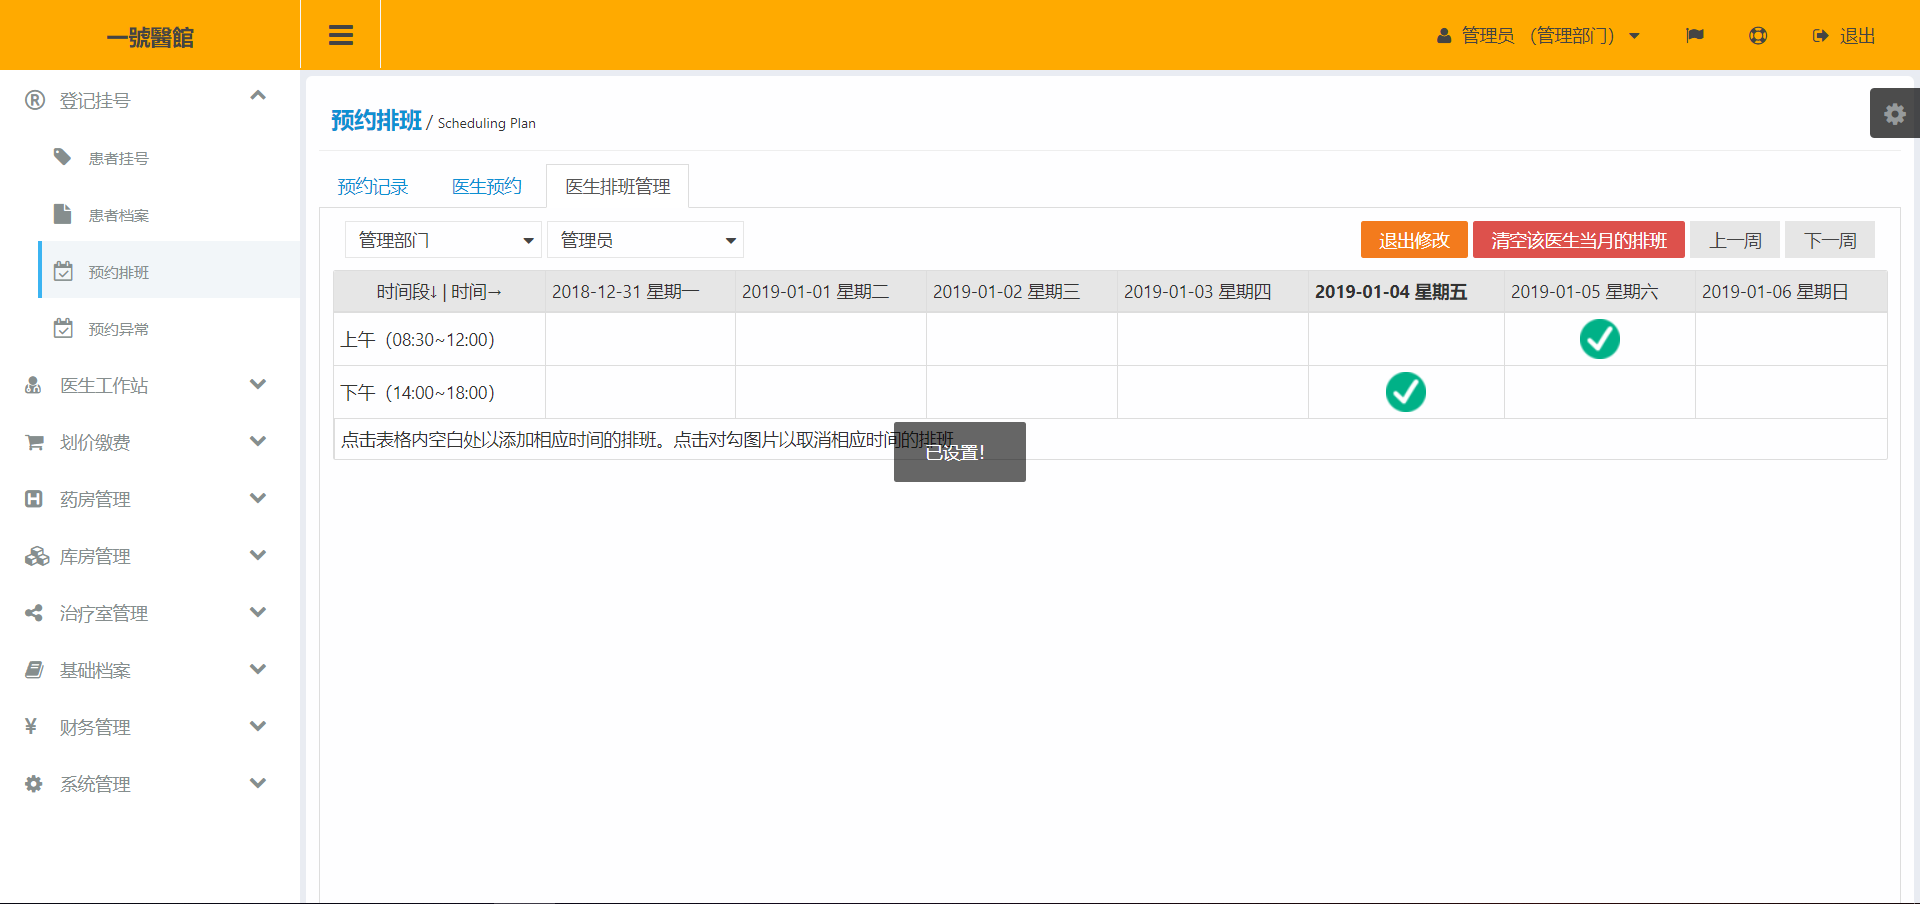 一號醫館
管理员 （管理部门）
退出
登记挂号
患者挂号
患者档案
预约排班
预约异常
医生工作站
划价缴费
药房管理
库房管理
治疗室管理
基础档案
财务管理
系统管理
预约排班 / Scheduling Plan
预约记录 医生预约 医生排班管理
管理部门 管理员 退出修改 清空该医生当月的排班 上一周 下一周
时间段↓ | 时间→ 2018-12-31 星期一 2019-01-01 星期二 2019-01-02 星期三 2019-01-03 星期四 2019-01-04 星期五 2019-01-05 星期六 2019-01-06 星期日
上午（08:30~12:00）
下午（14:00~18:00）
点击表格内空白处以添加相应时间的排班。点击对勾图片以取消相应时间的排班
已设置!